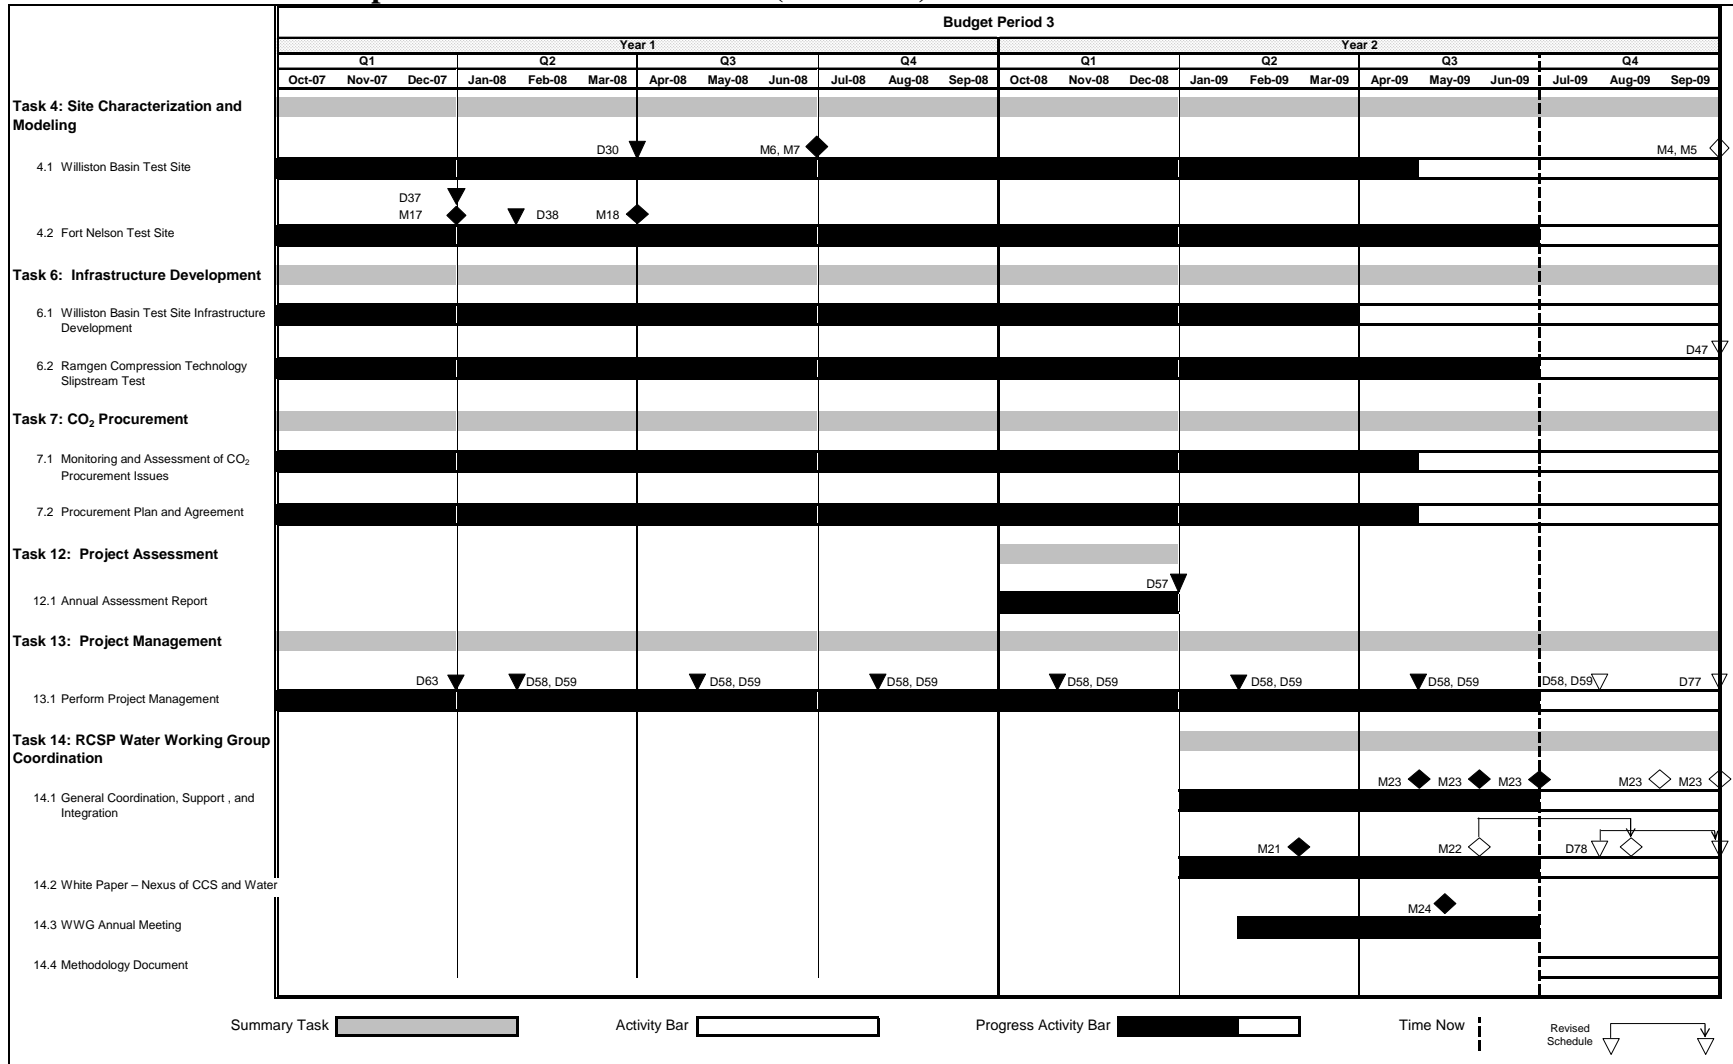 Budget Period 3
Year 1 Year 2
Q1 Q2 Q3 Q4 Q1 Q2 Q3 Q4
Oct-07 Nov-07 Dec-07 Jan-08 Feb-08 Mar-08 Apr-08 May-08 Jun-08 Jul-08 Aug-08 Sep-08 Oct-08 Nov-08 Dec-08 Jan-09 Feb-09 Mar-09 Apr-09 May-09 Jun-09 Jul-09 Aug-09 Sep-09
Task 4: Site Characterization and
Modeling
D30 M6, M7 M4, M5
4.1 Williston Basin Test Site
D37
M17 D38 M18
4.2 Fort Nelson Test Site
Task 6: Infrastructure Development
6.1 Williston Basin Test Site Infrastructure
Development
D47
6.2 Ramgen Compression Technology
Slipstream Test
Task 7: CO₂ Procurement
7.1 Monitoring and Assessment of CO₂
Procurement Issues
7.2 Procurement Plan and Agreement
Task 12: Project Assessment
D57
12.1 Annual Assessment Report
Task 13: Project Management
D63 D58, D59 D58, D59 D58, D59 D58, D59 D58, D59 D58, D59 D58, D59 D77
13.1 Perform Project Management
Task 14: RCSP Water Working Group
Coordination
M23 M23 M23 M23 M23
14.1 General Coordination, Support , and
Integration
M21 M22 D78
14.2 White Paper – Nexus of CCS and Water
M24
14.3 WWG Annual Meeting
14.4 Methodology Document
Summary Task Activity Bar Progress Activity Bar Time Now Revised
Schedule